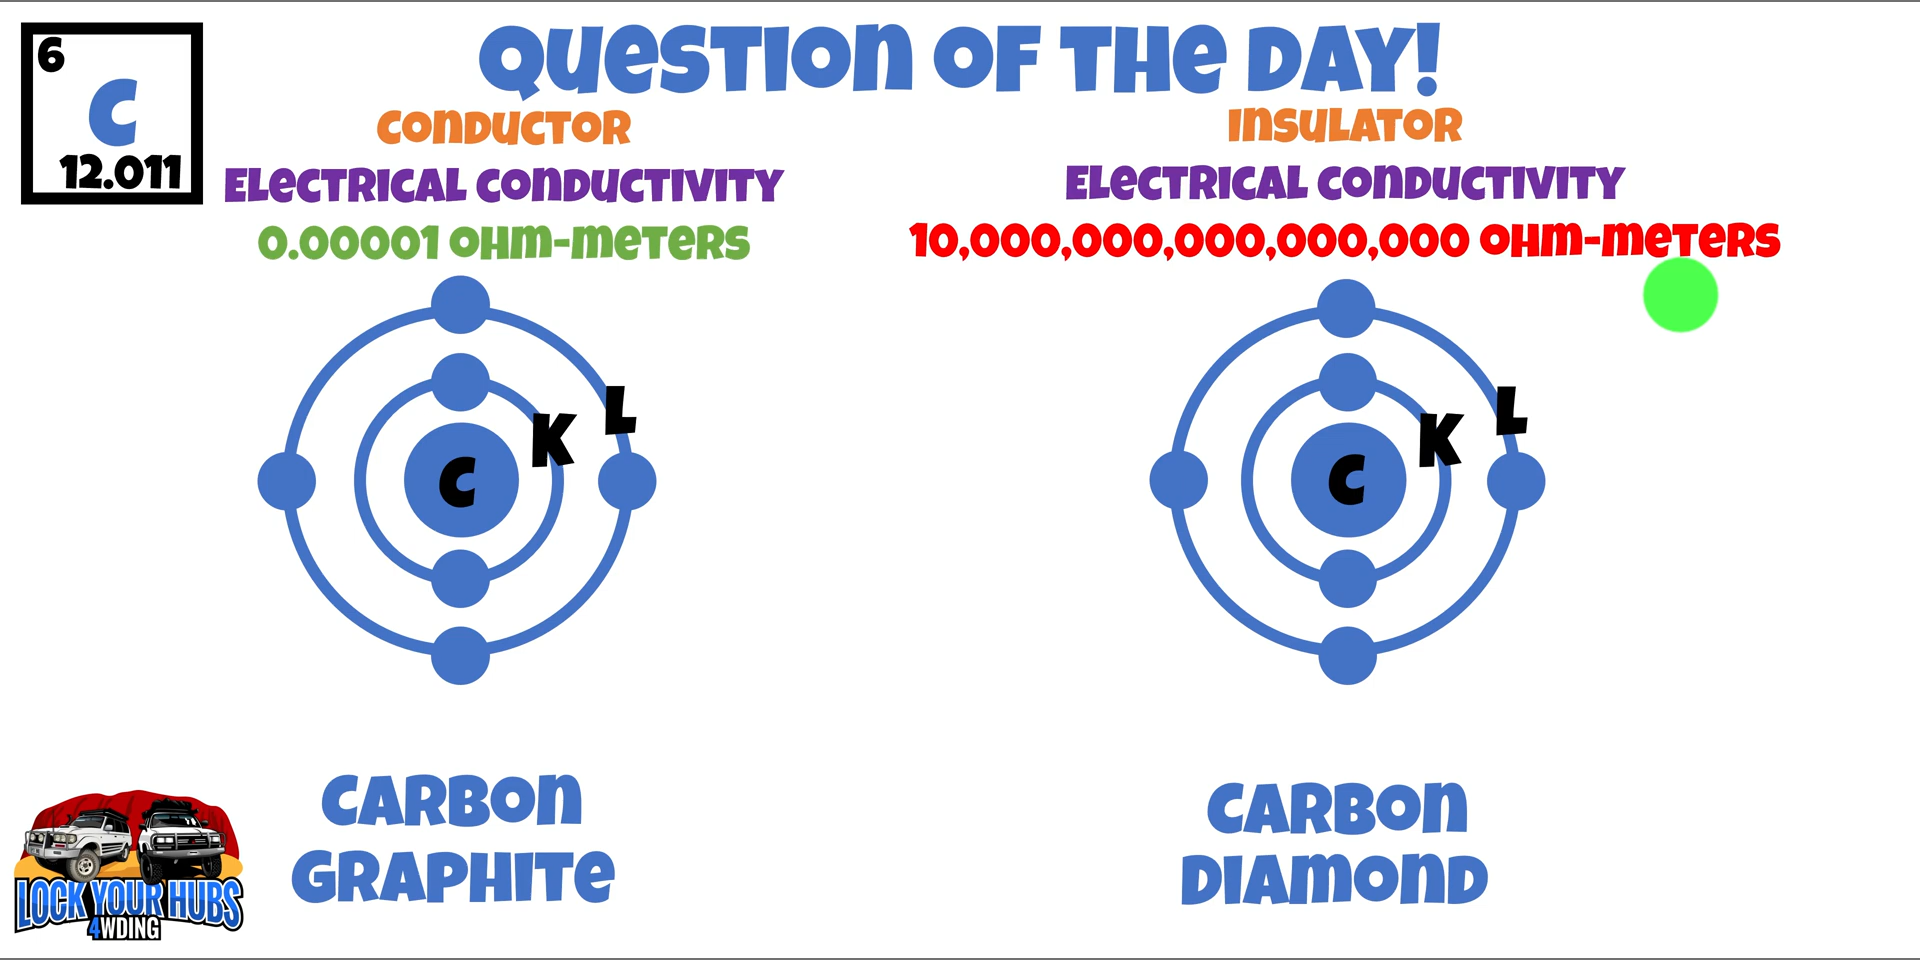 6
C
12.011
QUESTION OF THE DAY!
CONDUCTOR
ELECTRICAL CONDUCTIVITY
0.00001 OHM-METERS
INSULATOR
ELECTRICAL CONDUCTIVITY
10,000,000,000,000,000 OHM-METERS
C
K
L
C
K
L
CARBON
GRAPHITE
CARBON
DIAMOND
LOCK YOUR HUBS
4WDING